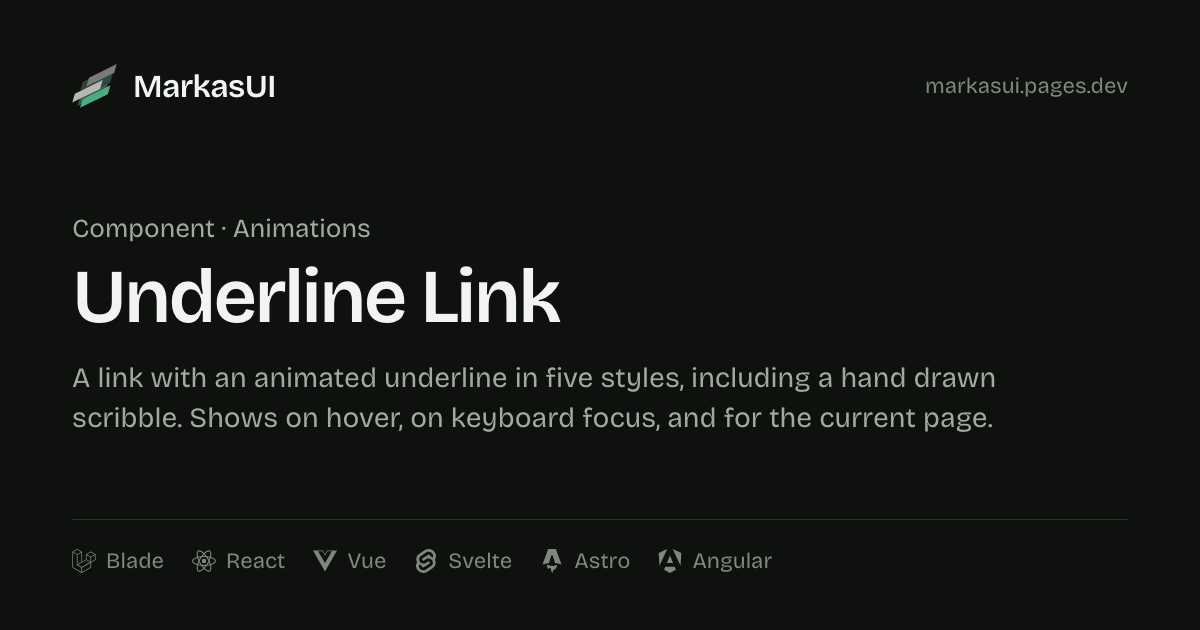 MarkasUI
markasui.pages.dev
Component · Animations
Underline Link
A link with an animated underline in five styles, including a hand drawn
scribble. Shows on hover, on keyboard focus, and for the current page.
Blade React Vue Svelte Astro Angular